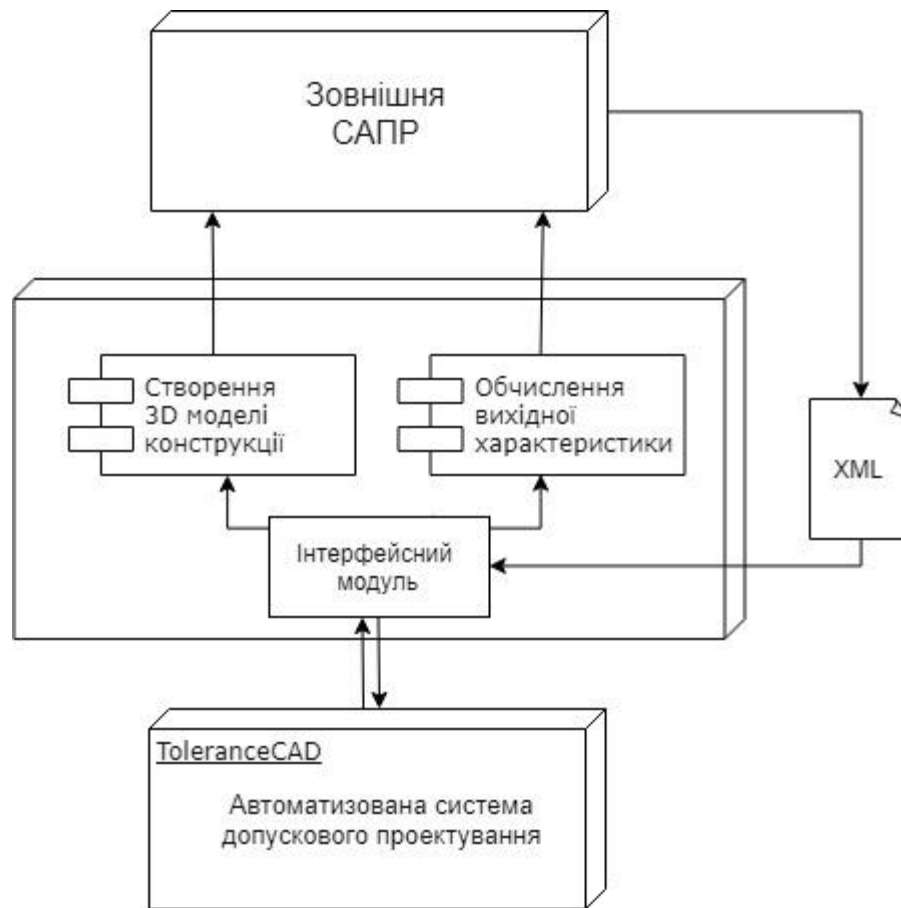 Зовнішня
САПР
Створення
3D моделі
конструкції
Обчислення
вихідної
характеристики
XML
Інтерфейсний
модуль
ToleranceCAD
Автоматизована система
допускового проектування